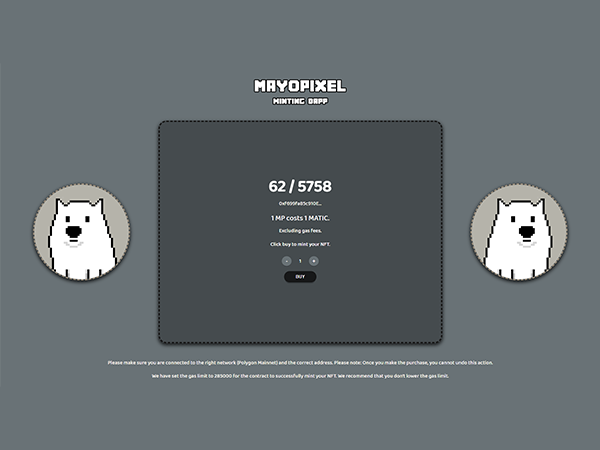 MAYOPIXEL
MINTING DAPP
62 / 5758
1 MP costs 1 MATIC.
Excluding gas fees.
Click buy to mint your NFT.
- 1 +
BUY
Please make sure you are connected to the right network (Polygon Mainnet) and the correct address. Please note: Once you make the purchase, you cannot undo this action.
We have set the gas limit to 285000 for the contract to successfully mint your NFT. We recommend that you don't lower the gas limit.